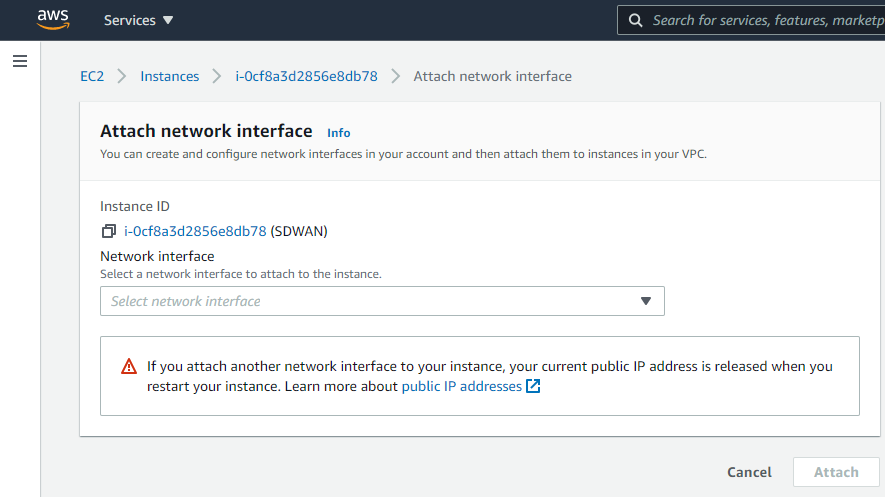 aws
Services
Search for services, features, marketp
EC2 Instances i-0cf8a3d2856e8db78 Attach network interface
Attach network interface Info
You can create and configure network interfaces in your account and then attach them to instances in your VPC.
Instance ID
i-0cf8a3d2856e8db78 (SDWAN)
Network interface
Select a network interface to attach to the instance.
Select network interface
If you attach another network interface to your instance, your current public IP address is released when you
restart your instance. Learn more about public IP addresses
Cancel
Attach